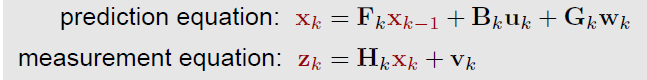 prediction equation: xₖ = Fₖxₖ₋₁ + Bₖuₖ + Gₖwₖ
measurement equation: zₖ = Hₖxₖ + vₖ